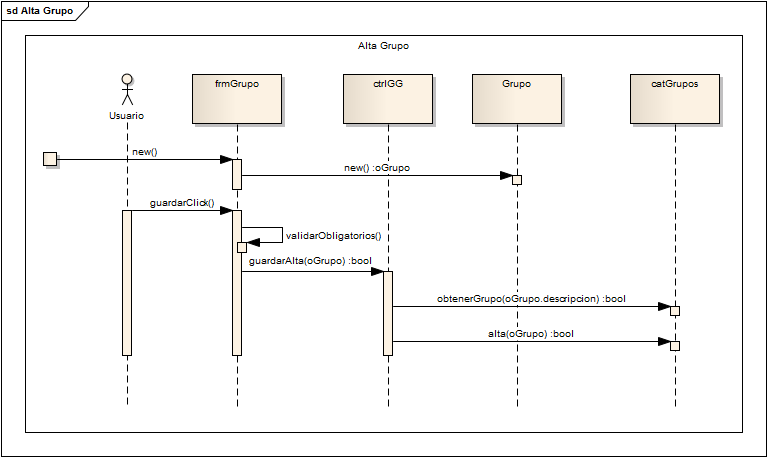 sd Alta Grupo
Alta Grupo
frmGrupo
ctrlGG
Grupo
catGrupos
Usuario
new()
new() :oGrupo
guardarClick()
validarObligatorios()
guardarAlta(oGrupo) :bool
obtenerGrupo(oGrupo.descripcion) :bool
alta(oGrupo) :bool